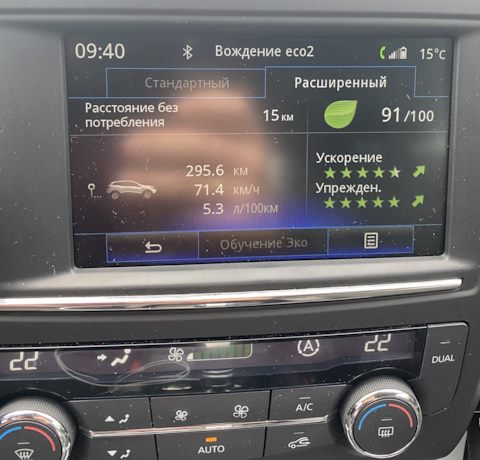 09:40 Вождение eco2 15°C
Стандартный Расширенный
Расстояние без
потребления 15 км 91/100
295.6 км Ускорение
71.4 км/ч Упрежден.
5.3 л/100км
Обучение Эко
22 A 22
DUAL
A/C
AUTO